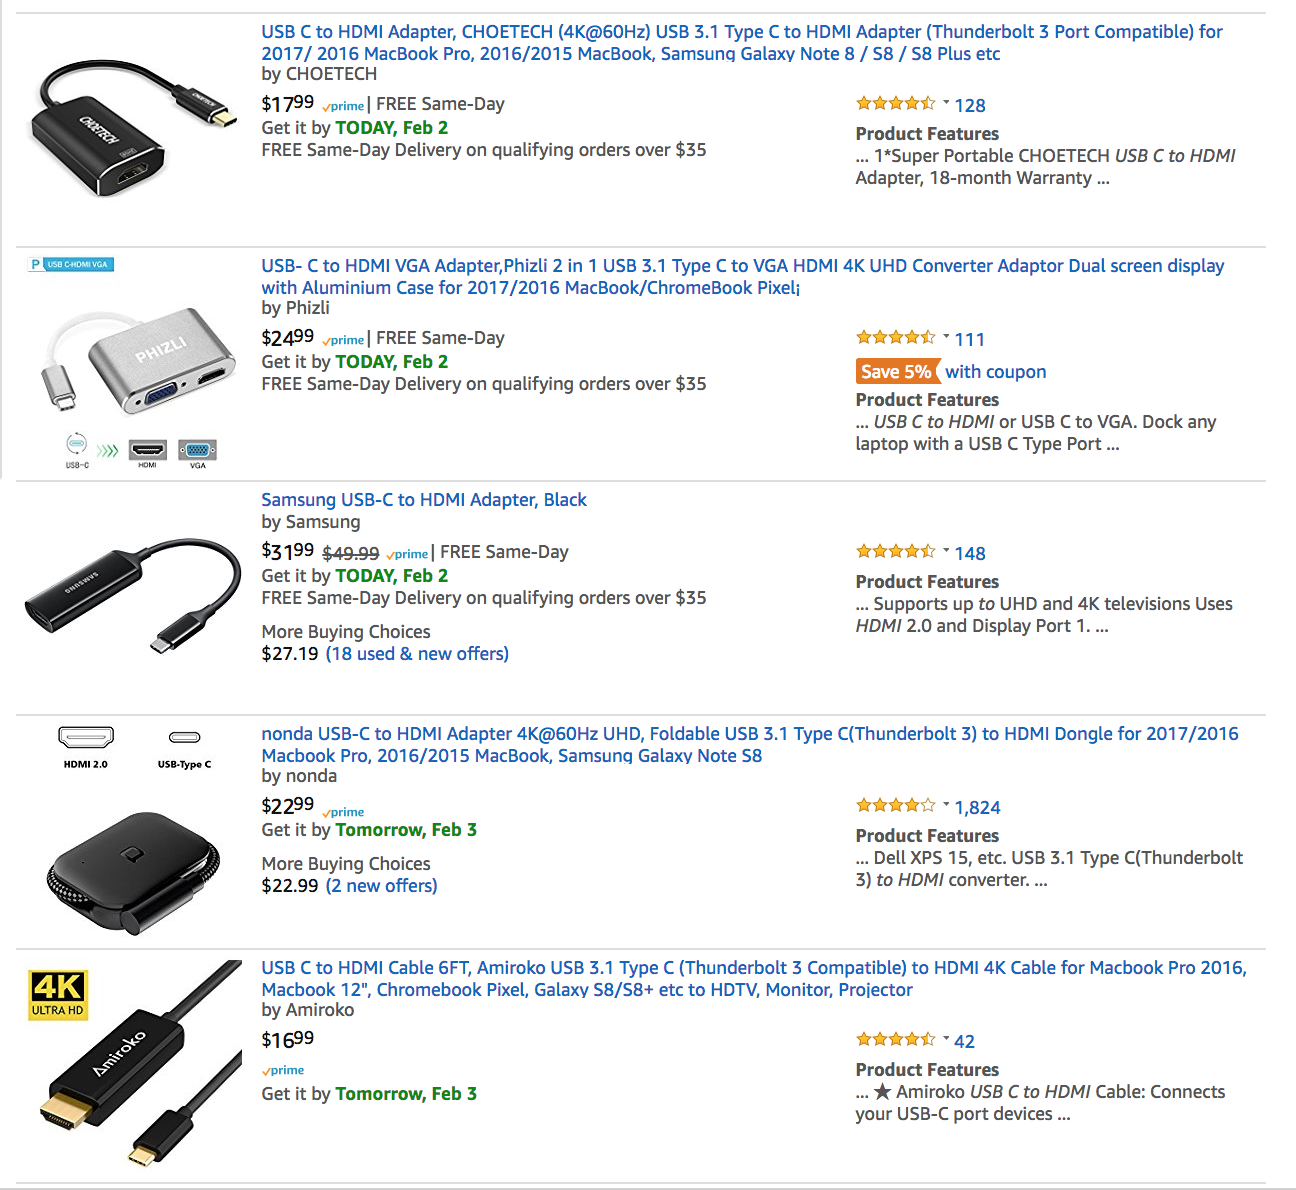 USB C to HDMI Adapter, CHOETECH (4K@60Hz) USB 3.1 Type C to HDMI Adapter (Thunderbolt 3 Port Compatible) for
2017/ 2016 MacBook Pro, 2016/2015 MacBook, Samsung Galaxy Note 8 / S8 / S8 Plus etc
by CHOETECH
CHOETECH
CHOETECH
$17.99 prime | FREE Same-Day
Get it by TODAY, Feb 2
FREE Same-Day Delivery on qualifying orders over $35
128
Product Features
... 1*Super Portable CHOETECH USB C to HDMI
Adapter, 18-month Warranty ...
P USB C-HDMI VGA
PHIZLI
USB-C
HDMI
VGA
USB- C to HDMI VGA Adapter,Phizli 2 in 1 USB 3.1 Type C to VGA HDMI 4K UHD Converter Adaptor Dual screen display
with Aluminium Case for 2017/2016 MacBook/ChromeBook Pixel¡
by Phizli
$24.99 prime | FREE Same-Day
Get it by TODAY, Feb 2
FREE Same-Day Delivery on qualifying orders over $35
111
Save 5% with coupon
Product Features
... USB C to HDMI or USB C to VGA. Dock any
laptop with a USB C Type Port ...
SAMSUNG
Samsung USB-C to HDMI Adapter, Black
by Samsung
$31.99 $49.99 prime | FREE Same-Day
Get it by TODAY, Feb 2
FREE Same-Day Delivery on qualifying orders over $35
More Buying Choices
$27.19 (18 used & new offers)
148
Product Features
... Supports up to UHD and 4K televisions Uses
HDMI 2.0 and Display Port 1. ...
HDMI 2.0
USB-Type C
nonda USB-C to HDMI Adapter 4K@60Hz UHD, Foldable USB 3.1 Type C(Thunderbolt 3) to HDMI Dongle for 2017/2016
Macbook Pro, 2016/2015 MacBook, Samsung Galaxy Note S8
by nonda
$22.99 prime
Get it by Tomorrow, Feb 3
More Buying Choices
$22.99 (2 new offers)
1,824
Product Features
... Dell XPS 15, etc. USB 3.1 Type C(Thunderbolt
3) to HDMI converter. ...
4K
ULTRA HD
Amiroko
USB C to HDMI Cable 6FT, Amiroko USB 3.1 Type C (Thunderbolt 3 Compatible) to HDMI 4K Cable for Macbook Pro 2016,
Macbook 12", Chromebook Pixel, Galaxy S8/S8+ etc to HDTV, Monitor, Projector
by Amiroko
$16.99
prime
Get it by Tomorrow, Feb 3
42
Product Features
... ★ Amiroko USB C to HDMI Cable: Connects
your USB-C port devices ...